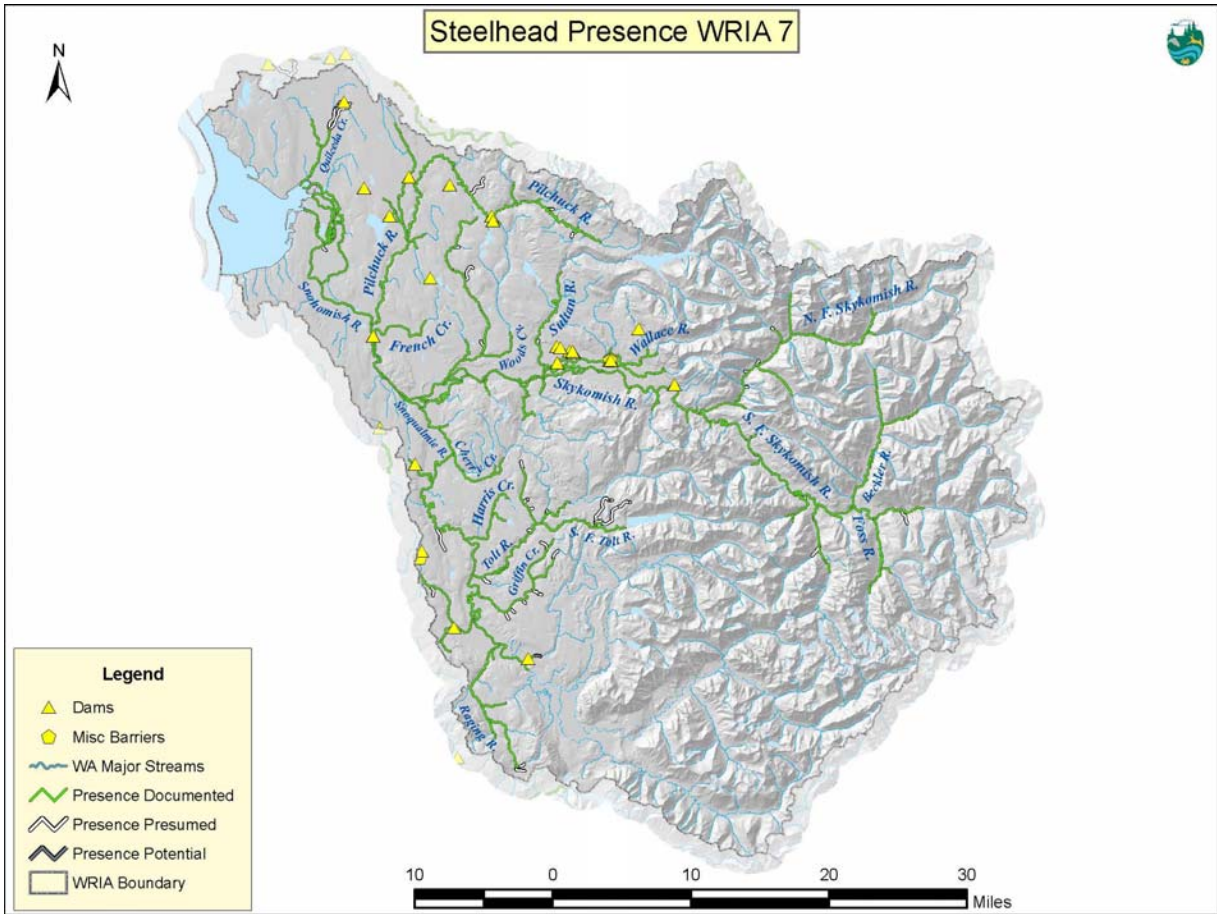 Steelhead Presence WRIA 7
N
Quilceda Cr.
Pilchuck R.
Pilchuck R.
Snohomish R.
French Cr.
Woods Cr.
Sultan R.
Wallace R.
N. F. Skykomish R.
Skykomish R.
S. F. Skykomish R.
Beckler R.
Foss R.
Snoqualmie R.
Cherry Cr.
Harris Cr.
Tolt R.
S. F. Tolt R.
Griffin Cr.
Raging R.
Legend
Dams
Misc Barriers
WA Major Streams
Presence Documented
Presence Presumed
Presence Potential
WRIA Boundary
10 0 10 20 30
Miles